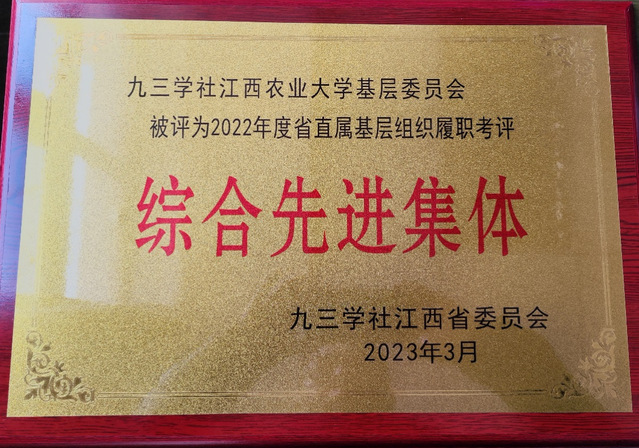 九三学社江西农业大学基层委员会
被评为2022年度省直属基层组织履职考评
综合先进集体
九三学社江西省委员会
2023年3月